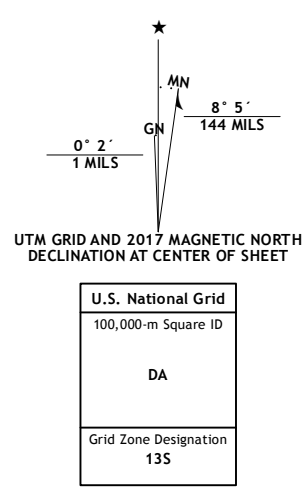 ★
MN
GN
8° 5´
144 MILS
0° 2´
1 MILS
UTM GRID AND 2017 MAGNETIC NORTH
DECLINATION AT CENTER OF SHEET
U.S. National Grid
100,000-m Square ID
DA
Grid Zone Designation
13S